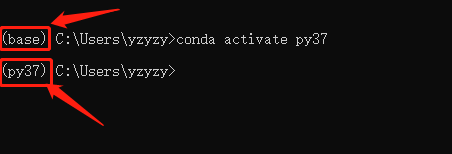 (base) C:\Users\yzyzy>conda activate py37
(py37) C:\Users\yzyzy>